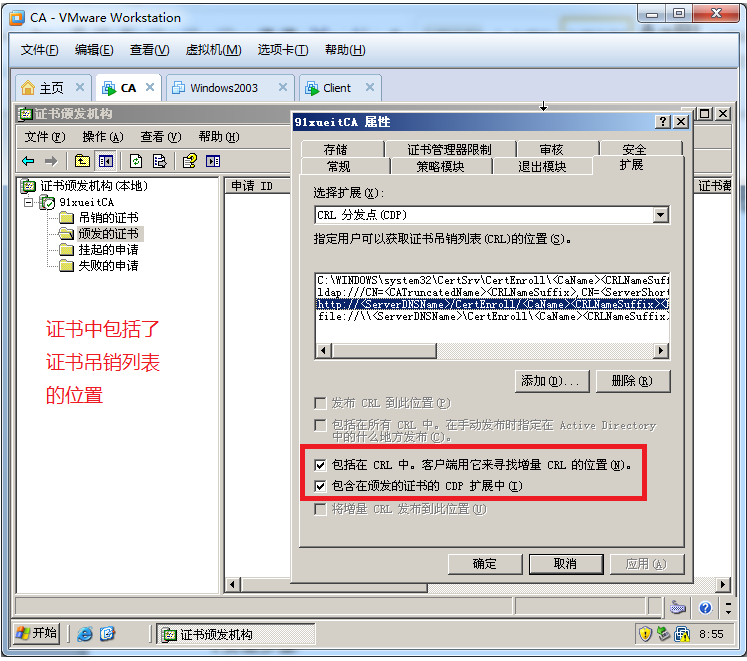 CA - VMware Workstation
文件(F) 编辑(E) 查看(V) 虚拟机(M) 选项卡(T) 帮助(H)
主页 CA Windows2003 Client
证书颁发机构
文件(F) 操作(A) 查看(V) 帮助(H)
证书颁发机构(本地)
91xueitCA
吊销的证书
颁发的证书
挂起的申请
失败的申请
申请 ID
证书截
证书中包括了
证书吊销列表
的位置
91xueitCA 属性
存储 证书管理器限制 审核 安全
常规 策略模块 退出模块 扩展
选择扩展(X):
CRL 分发点(CDP)
指定用户可以获取证书吊销列表(CRL)的位置(S)。
C:\WINDOWS\system32\CertSrv\CertEnroll\<CaName><CRLNameSuf
ldap:///CN=<CATruncatedName><CRLNameSuffix>,CN=<ServerShort
http://<ServerDNSName>/CertEnroll/<CaName><CRLNameSuffix>
file://\\<ServerDNSName>\CertEnroll\<CaName><CRLNameSuffix>
添加(D)... 删除(R)
发布 CRL 到此位置(P)
包括在所有 CRL 中。在手动发布时指定在 Active Directory
中的什么地方发布(C)。
包括在 CRL 中。客户端用它来寻找增量 CRL 的位置(N)。
包含在颁发的证书的 CDP 扩展中(I)
将增量 CRL 发布到此位置(U)
确定 取消 应用(A)
开始 证书颁发机构 8:55